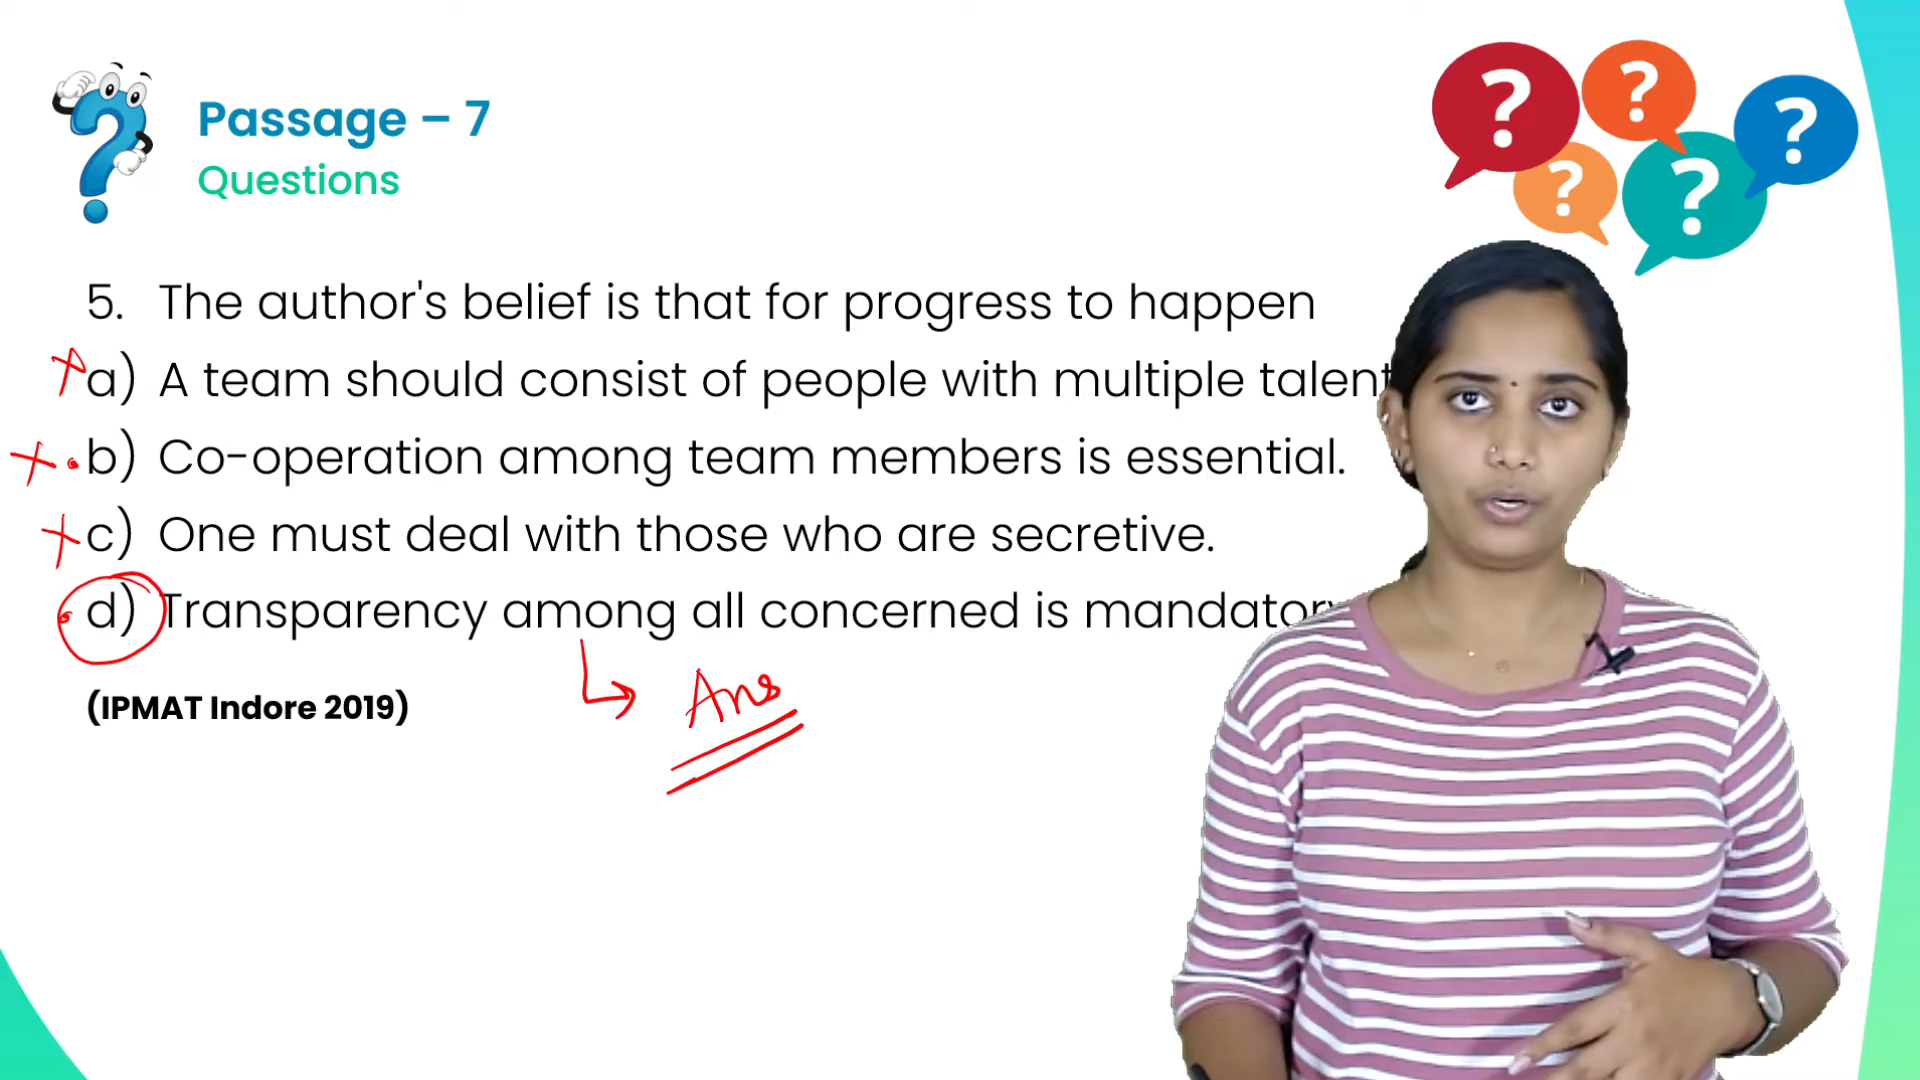 Passage – 7
Questions
5. The author's belief is that for progress to happen
a) A team should consist of people with multiple talent
b) Co-operation among team members is essential.
c) One must deal with those who are secretive.
d) Transparency among all concerned is mandatory
Ans
(IPMAT Indore 2019)